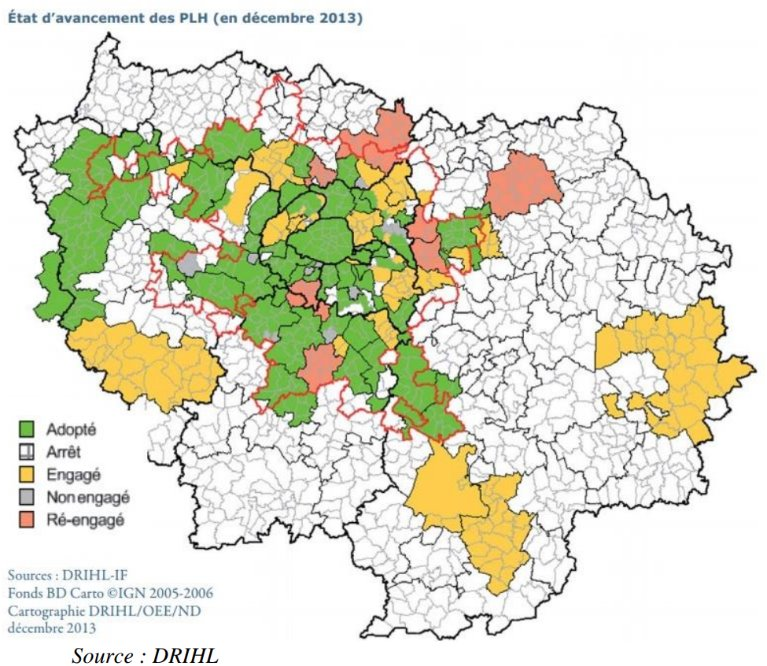 État d’avancement des PLH (en décembre 2013)
Adopté
Arrêt
Engagé
Non engagé
Ré-engagé
Sources : DRIHL-IF
Fonds BD Carto ©IGN 2005-2006
Cartographie DRIHL/OEE/ND
décembre 2013
Source : DRIHL